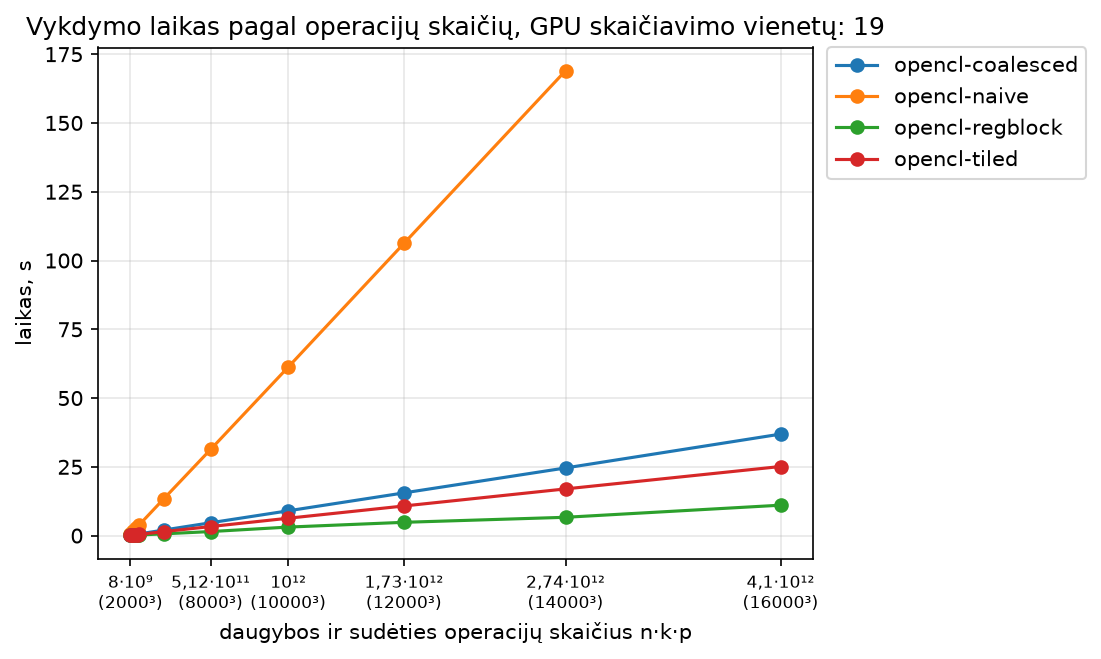 Vykdymo laikas pagal operacijų skaičių, GPU skaičiavimo vienetų: 19
opencl-coalesced
opencl-naive
opencl-regblock
opencl-tiled
laikas, s
175
150
125
100
75
50
25
0
8·10⁹ 5,12·10¹¹ 10¹² 1,73·10¹² 2,74·10¹² 4,1·10¹²
(2000³) (8000³) (10000³) (12000³) (14000³) (16000³)
daugybos ir sudėties operacijų skaičius n·k·p